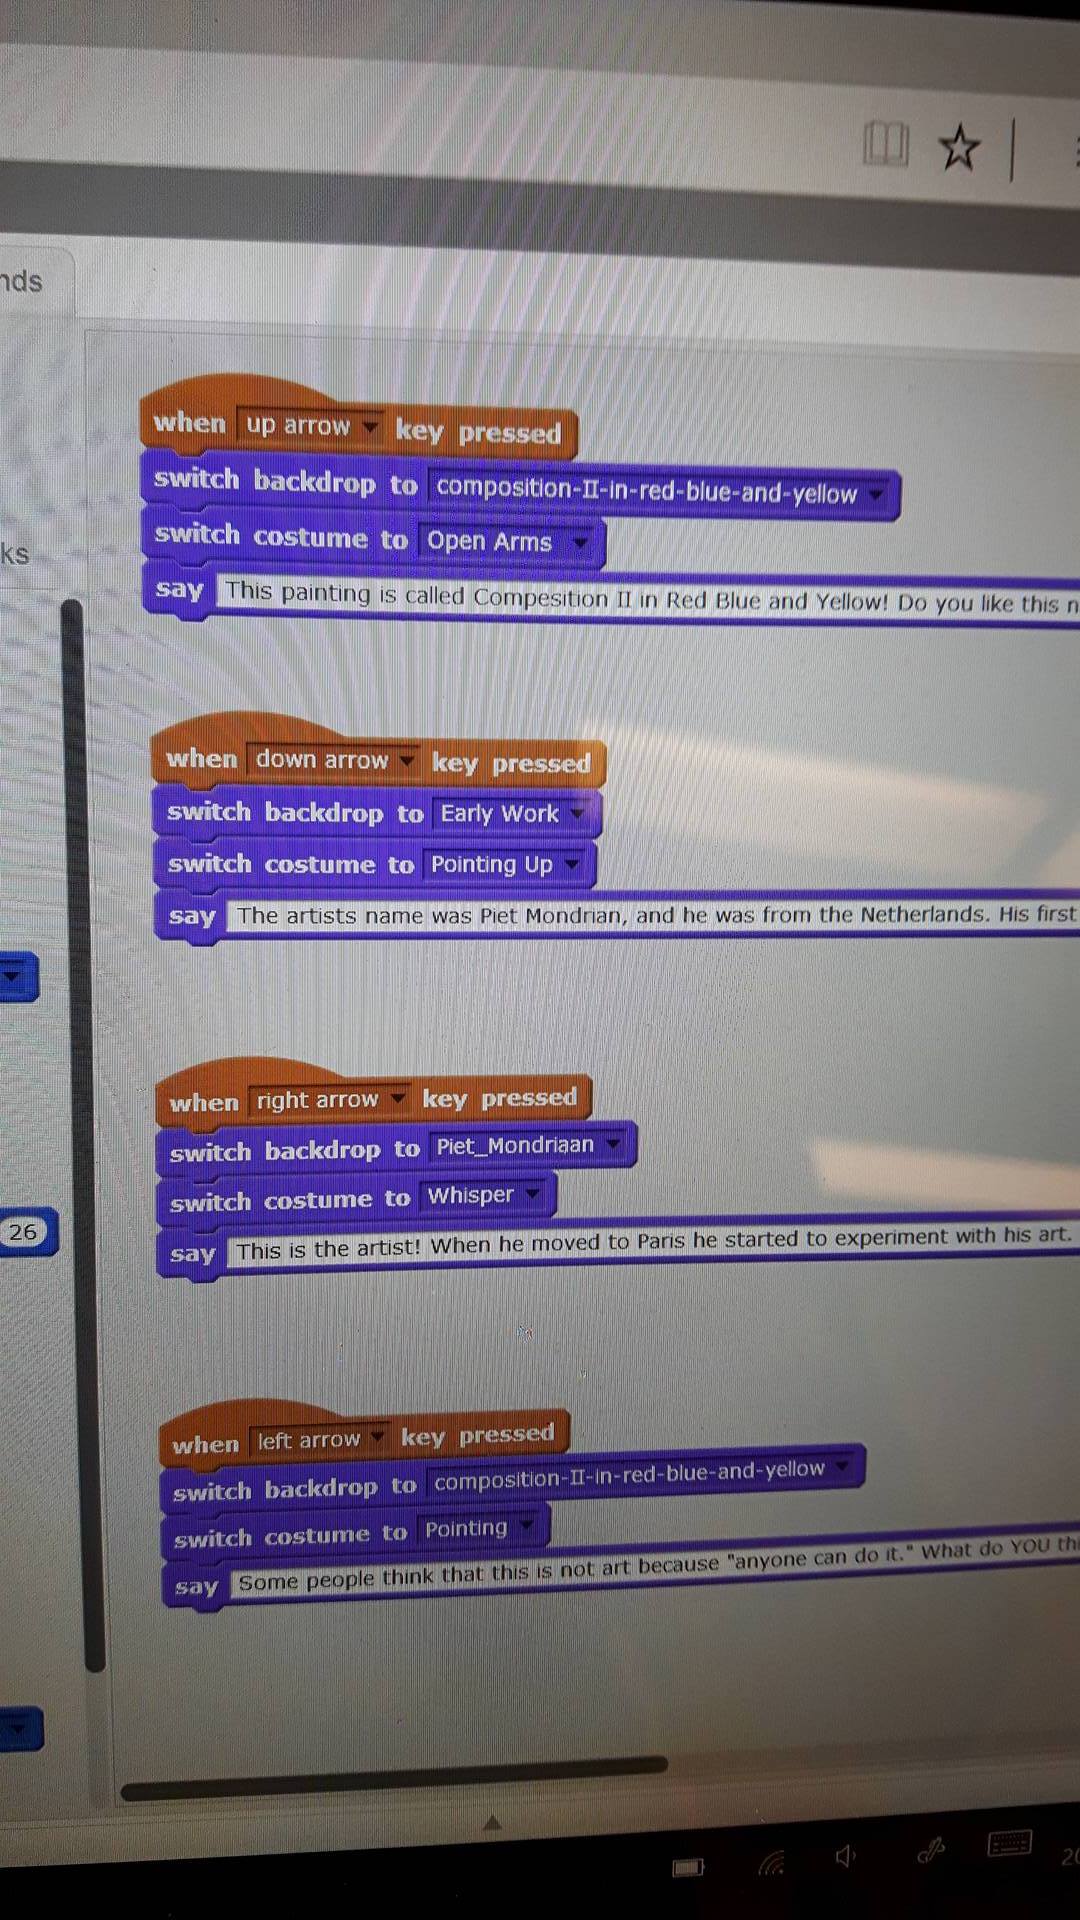 nds
when up arrow key pressed
switch backdrop to composition-II-in-red-blue-and-yellow
switch costume to Open Arms
ks
say This painting is called Compesition II in Red Blue and Yellow! Do you like this n
when down arrow key pressed
switch backdrop to Early Work
switch costume to Pointing Up
say The artists name was Piet Mondrian, and he was from the Netherlands. His first
when right arrow key pressed
switch backdrop to Piet_Mondriaan
switch costume to Whisper
26
say This is the artist! When he moved to Paris he started to experiment with his art.
when left arrow key pressed
switch backdrop to composition-II-in-red-blue-and-yellow
switch costume to Pointing
say Some people think that this is not art because "anyone can do it." What do YOU thi
20